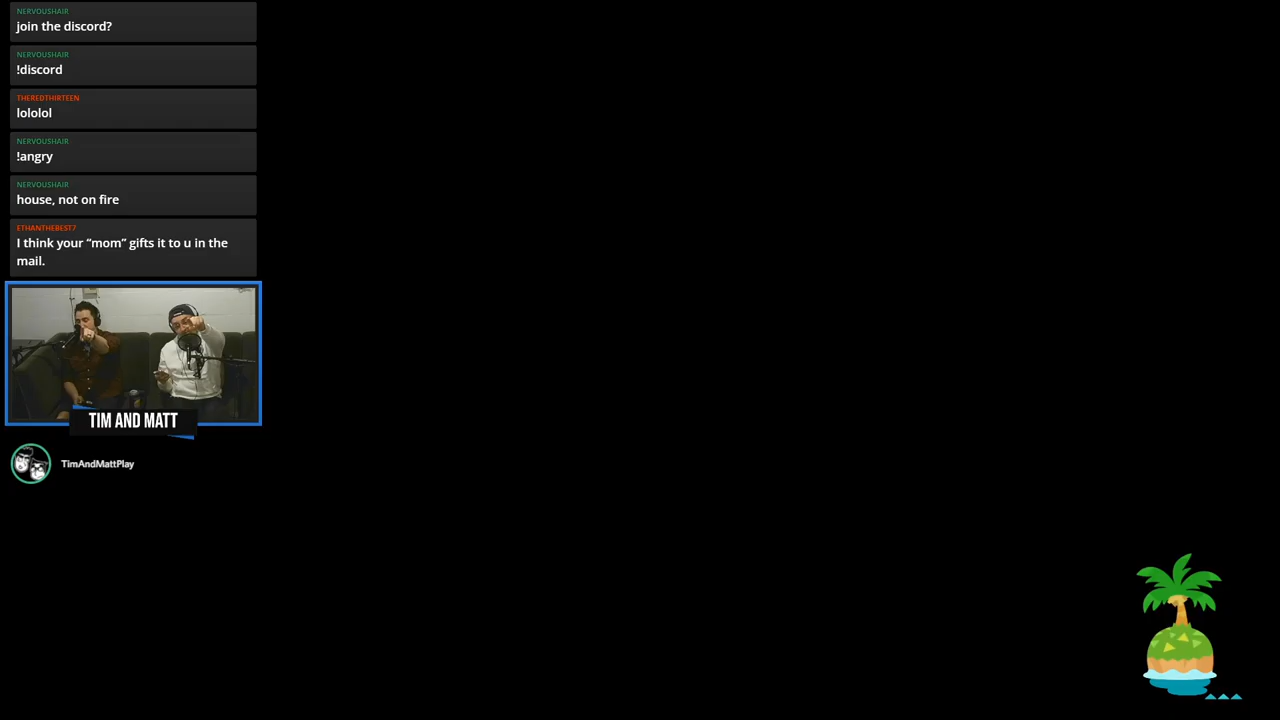 NERVOUSHAIR
join the discord?
NERVOUSHAIR
!discord
THEREDTHIRTEEN
lololol
NERVOUSHAIR
!angry
NERVOUSHAIR
house, not on fire
ETHANTHEBEST7
I think your “mom” gifts it to u in the
mail.
TIM AND MATT
TimAndMattPlay